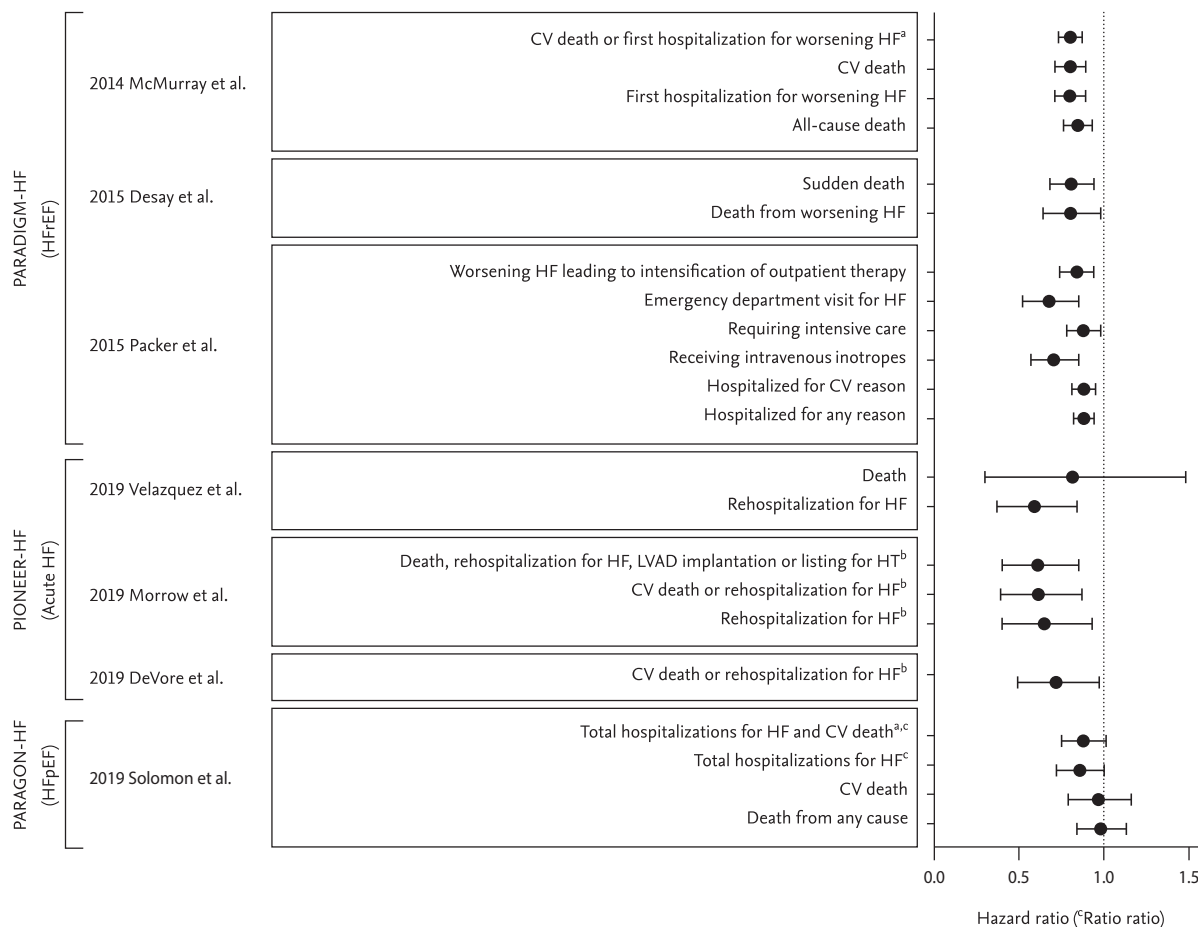 PARADIGM-HF
(HFrEF)
2014 McMurray et al.
CV death or first hospitalization for worsening HFa
CV death
First hospitalization for worsening HF
All-cause death
2015 Desay et al.
Sudden death
Death from worsening HF
2015 Packer et al.
Worsening HF leading to intensification of outpatient therapy
Emergency department visit for HF
Requiring intensive care
Receiving intravenous inotropes
Hospitalized for CV reason
Hospitalized for any reason
PIONEER-HF
(Acute HF)
2019 Velazquez et al.
Death
Rehospitalization for HF
2019 Morrow et al.
Death, rehospitalization for HF, LVAD implantation or listing for HTb
CV death or rehospitalization for HFb
Rehospitalization for HFb
2019 DeVore et al.
CV death or rehospitalization for HFb
PARAGON-HF
(HFpEF)
2019 Solomon et al.
Total hospitalizations for HF and CV deatha,c
Total hospitalizations for HFc
CV death
Death from any cause
0.0 0.5 1.0 1.5
Hazard ratio (cRatio ratio)